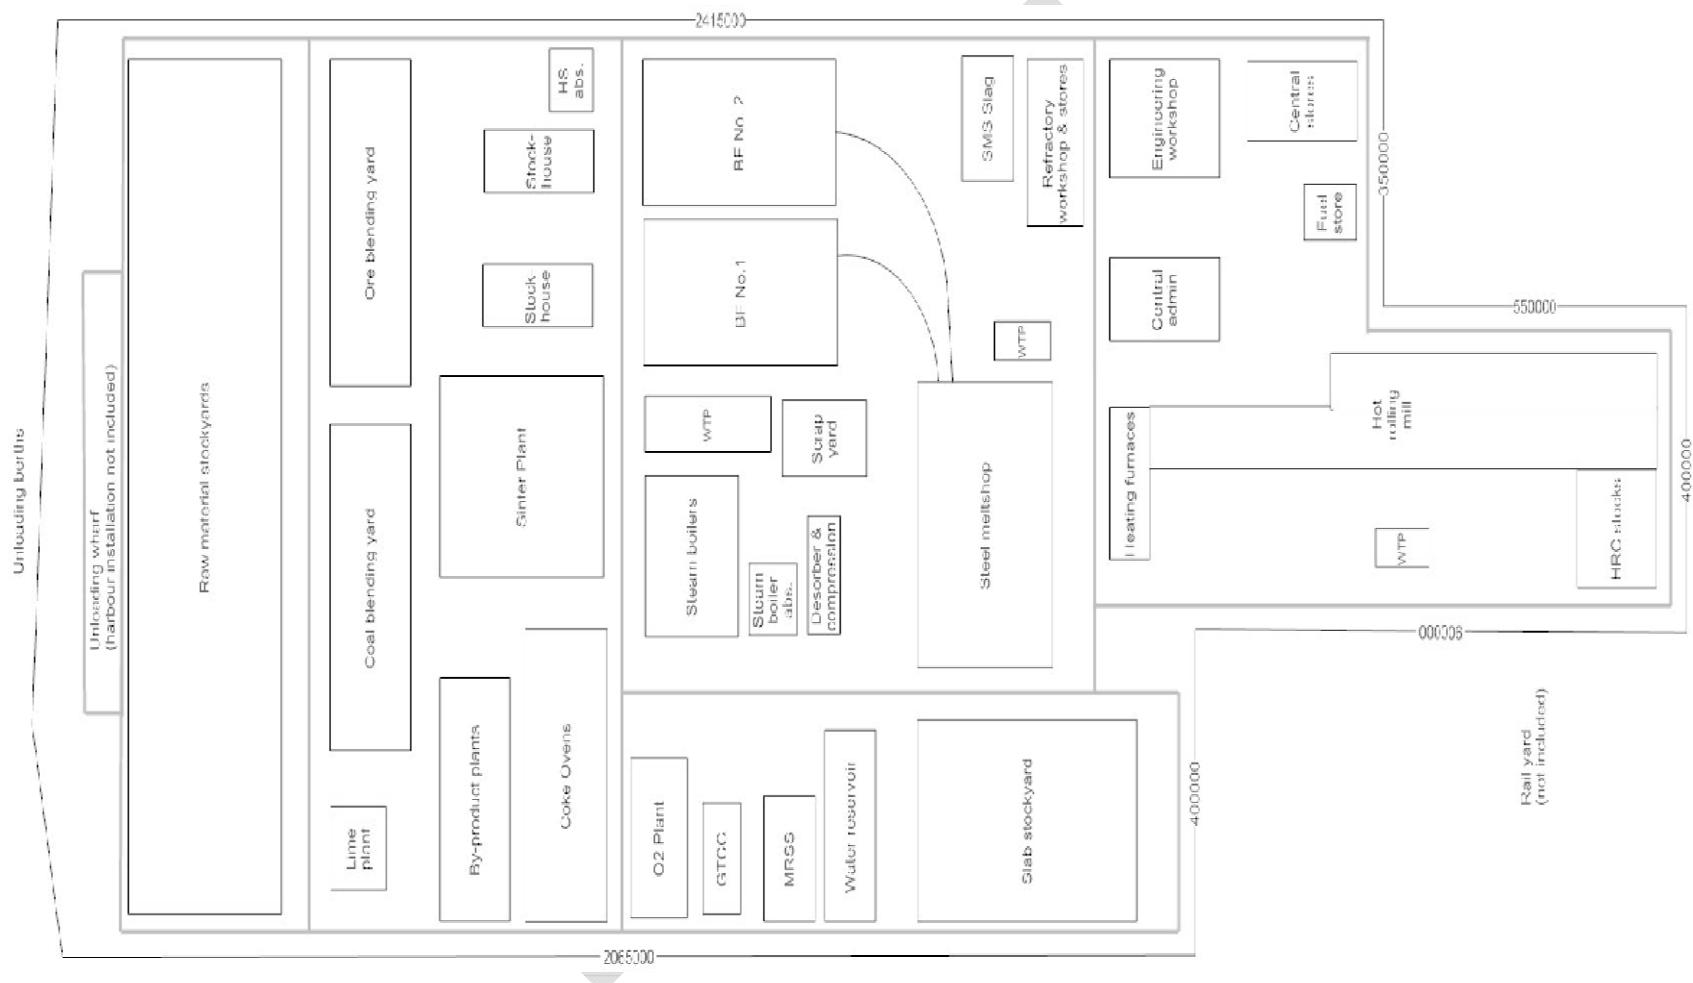 2415000
Unloading berths
Unloading wharf
(harbour installation not included)
Raw material stockyards
Ore blending yard
Coal blending yard
Lime
plant
HS
abs.
Stock-
house
Stock-
house
Sinter Plant
By-product plants
Coke Ovens
BF No. 2
BF No.1
WTP
Scrap
yard
Steam boilers
Steam
boiler
abs.
Desorber &
compression
SMS Slag
Refractory
workshop & stores
WTP
Steel meltshop
O2 Plant
GTCC
MRSS
Water reservoir
Slab stockyard
Engineering
workshop
Central
stores
Fuel
store
Central
admin
Heating furnaces
Hot
rolling
mill
WTP
HRC stocks
350000
550000
400000
400000
2065000
Rail yard
(not included)